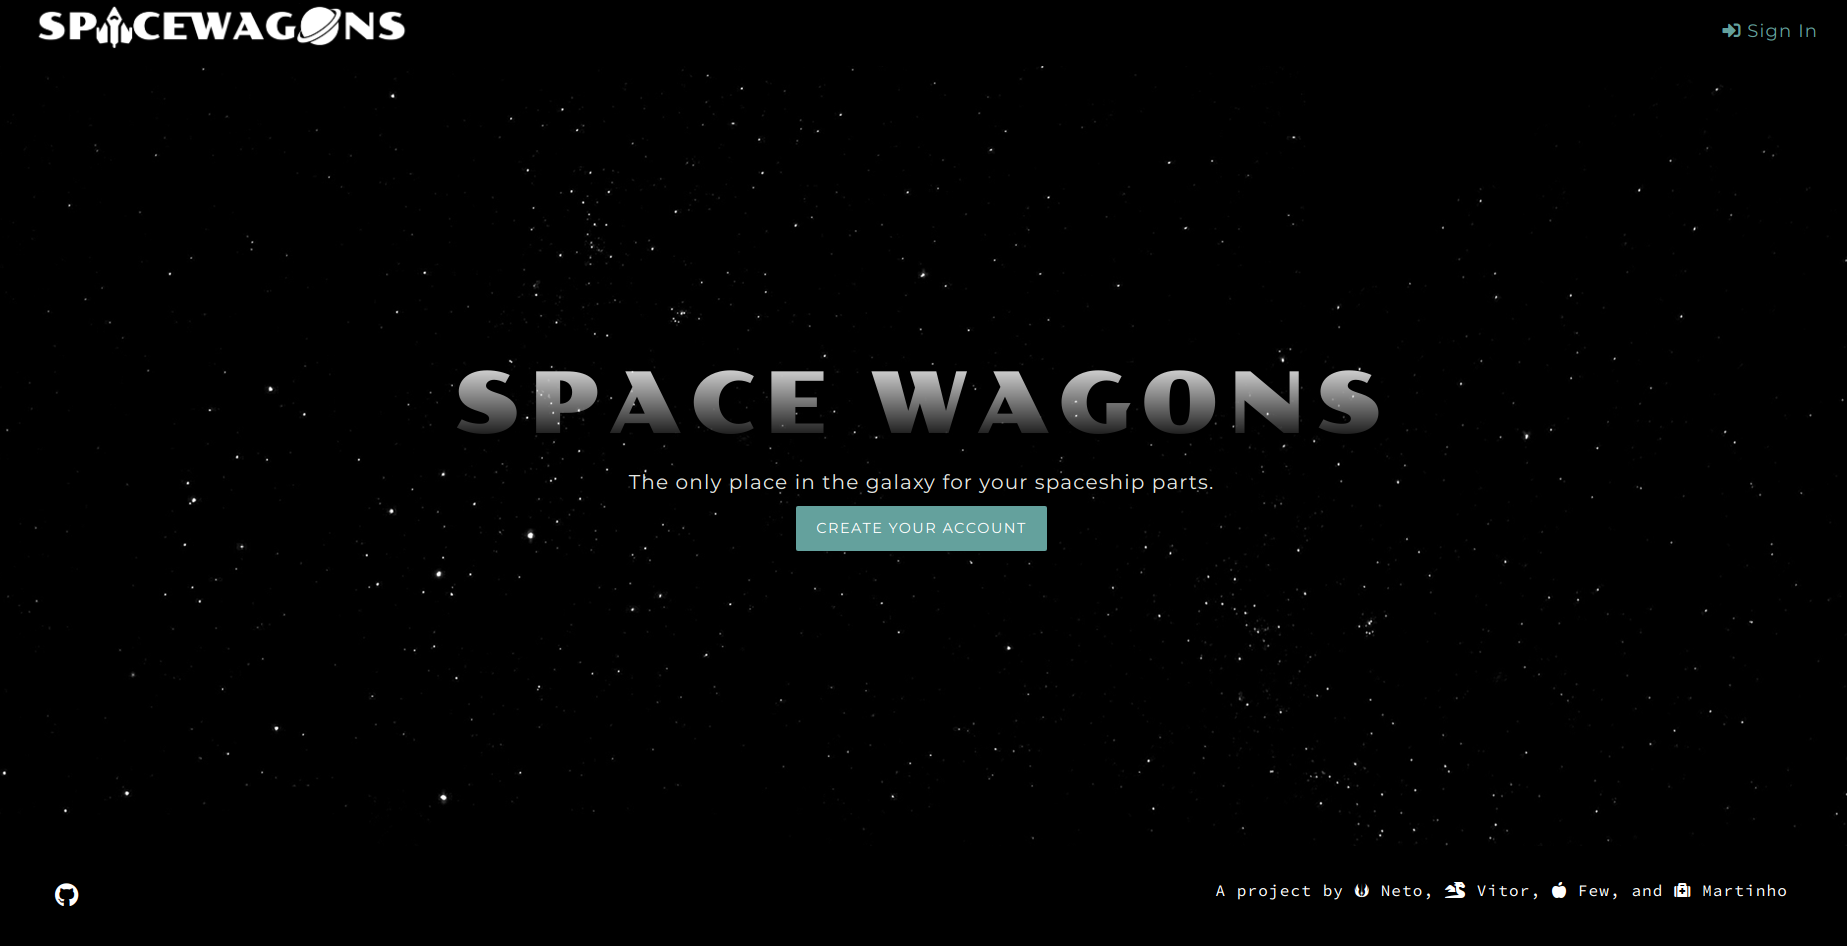 SPACEWAGONS
Sign In
SPACE WAGONS
The only place in the galaxy for your spaceship parts.
CREATE YOUR ACCOUNT
A project by Neto, Vitor, Few, and Martinho